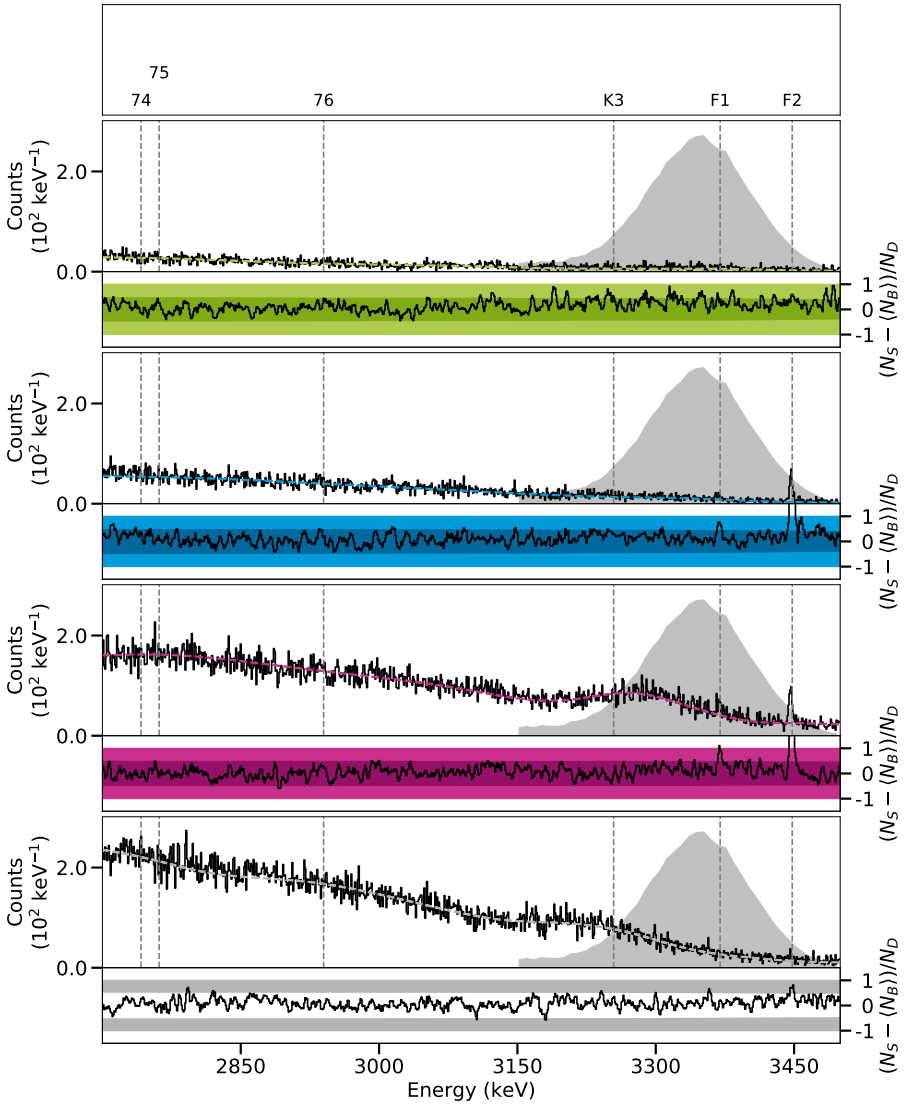 75
74 76 K3 F1 F2
Counts
(10² keV⁻¹)
2.0
0.0
1
0
-1
(N_S − ⟨N_B⟩)/N_D
Counts
(10² keV⁻¹)
2.0
0.0
1
0
-1
(N_S − ⟨N_B⟩)/N_D
Counts
(10² keV⁻¹)
2.0
0.0
1
0
-1
(N_S − ⟨N_B⟩)/N_D
Counts
(10² keV⁻¹)
2.0
0.0
1
0
-1
(N_S − ⟨N_B⟩)/N_D
2850 3000 3150 3300 3450
Energy (keV)